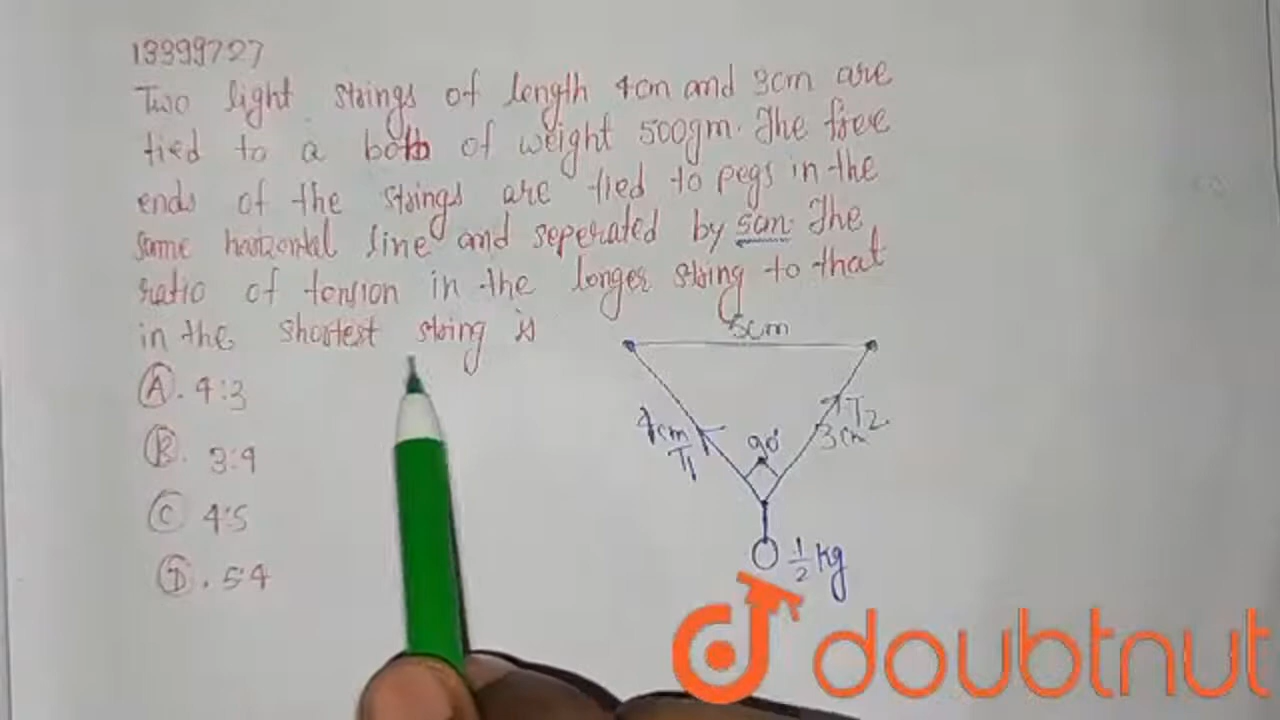 13399727
Two light strings of length 4cm and 3cm are
tied to a bob of weight 500gm. The free
ends of the strings are tied to pegs in the
same horizontal line and seperated by 5cm. The
ratio of tension in the longer string to that
in the shortest string is
5cm
A. 4:3
4cm
T1
90°
T2
3cm
B. 3:4
C 4:5
D. 5:4
1/2 kg
doubtnut